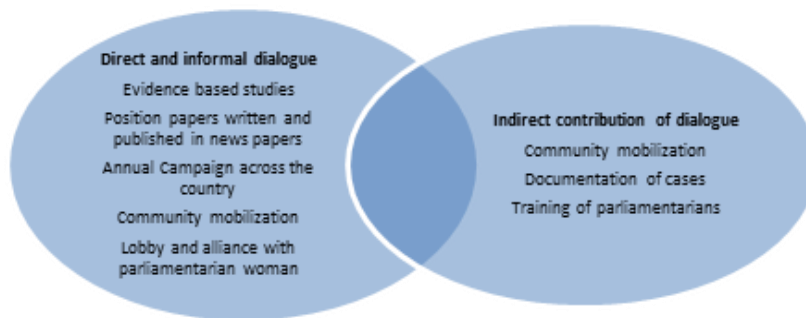 Direct and informal dialogue
Evidence based studies
Position papers written and
published in news papers
Annual Campaign across the
country
Community mobilization
Lobby and alliance with
parliamentarian woman
Indirect contribution of dialogue
Community mobilization
Documentation of cases
Training of parliamentarians